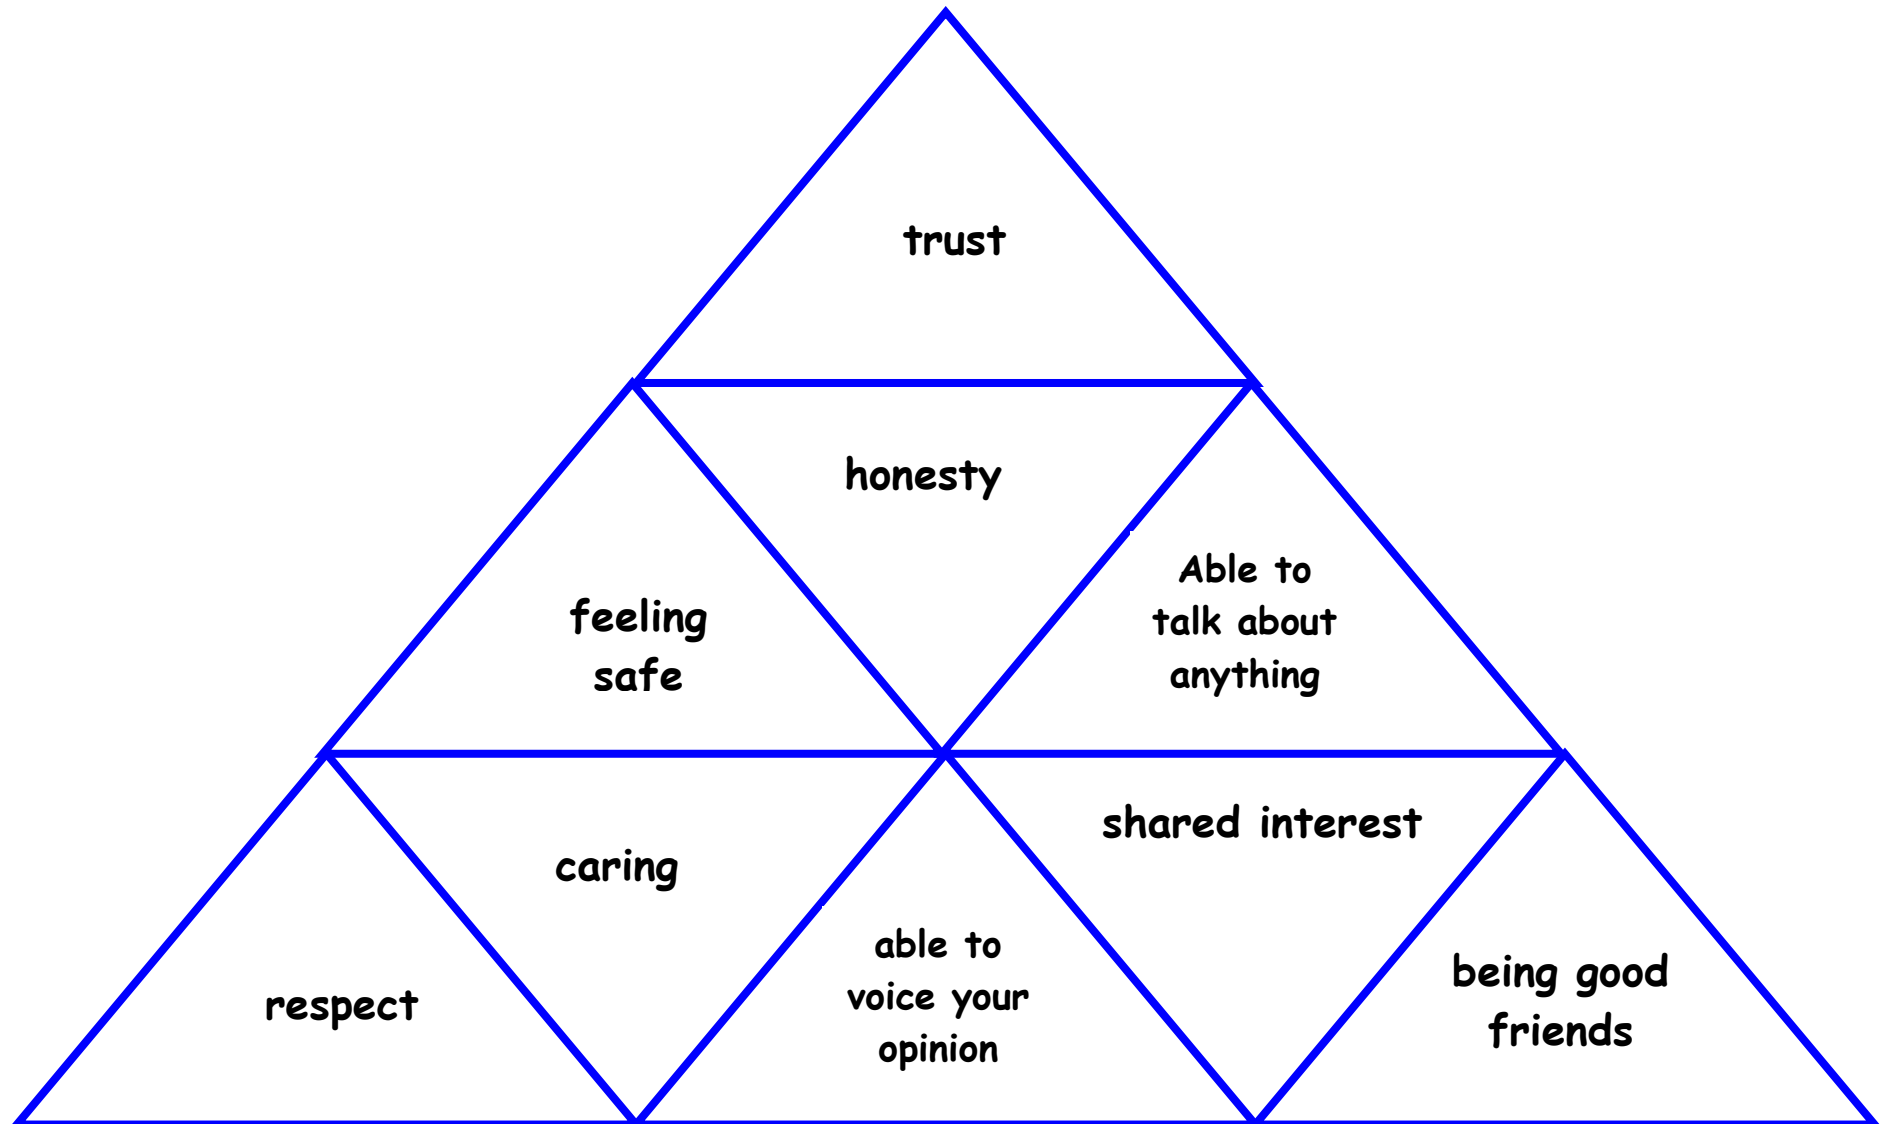 trust
honesty
feeling
safe
Able to
talk about
anything
respect
caring
able to
voice your
opinion
shared interest
being good
friends